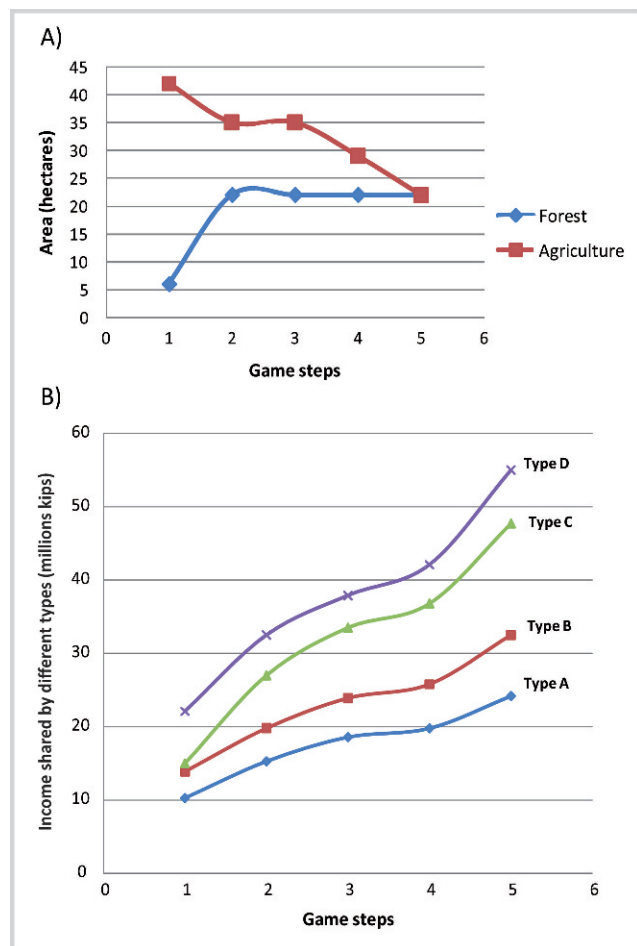 A)
Area (hectares)
45
40
35
30
25
20
15
10
5
0
0 1 2 3 4 5 6
Game steps
Forest
Agriculture
B)
Income shared by different types (millions kips)
60
50
40
30
20
10
0
Type D
Type C
Type B
Type A
0 1 2 3 4 5 6
Game steps